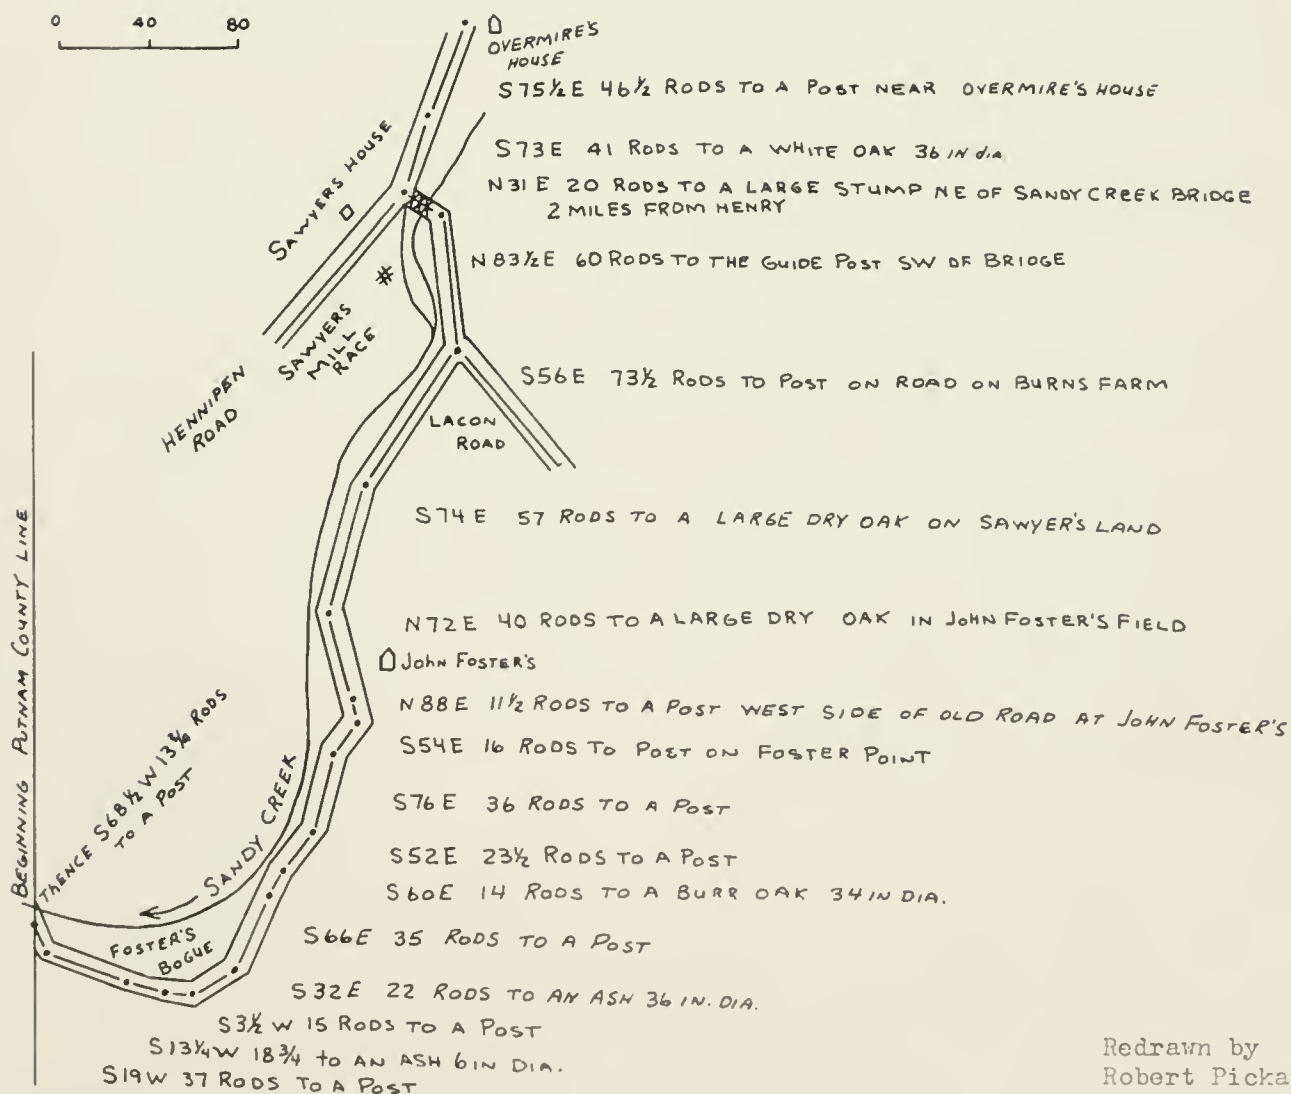 0 40 80
OVERMIRE'S
HOUSE
S75½E 46½ RODS TO A POST NEAR OVERMIRE'S HOUSE
SAWYERS HOUSE
S73E 41 RODS TO A WHITE OAK 36 IN dIA
N31E 20 RODS TO A LARGE STUMP NE OF SANDY CREEK BRIDGE
2 MILES FROM HENRY
N83½E 60 RODS TO THE GUIDE POST SW OF BRIDGE
SAWYERS
MILL
RACE
HENNIPEN
ROAD
S56E 73½ RODS TO POST ON ROAD ON BURNS FARM
LACON
ROAD
S74E 57 RODS TO A LARGE DRY OAK ON SAWYER'S LAND
BEGINNING PUTNAM COUNTY LINE
N72E 40 RODS TO A LARGE DRY OAK IN JOHN FOSTER'S FIELD
JOHN FOSTER'S
N88E 11½ RODS TO A POST WEST SIDE OF OLD ROAD AT JOHN FOSTER'S
S54E 16 RODS TO POST ON FOSTER POINT
THENCE S68½W 13¾ RODS
TO A POST
SANDY CREEK
S76E 36 RODS TO A POST
S52E 23½ RODS TO A POST
S60E 14 RODS TO A BURR OAK 34 IN DIA.
FOSTER'S
BOGUE
S66E 35 RODS TO A POST
S32E 22 RODS TO AN ASH 36 IN. DIA.
S3½W 15 RODS TO A POST
S13¼W 18¾ to AN ASH 6 IN DIA.
S19W 37 RODS TO A POST
Redrawn by
Robert